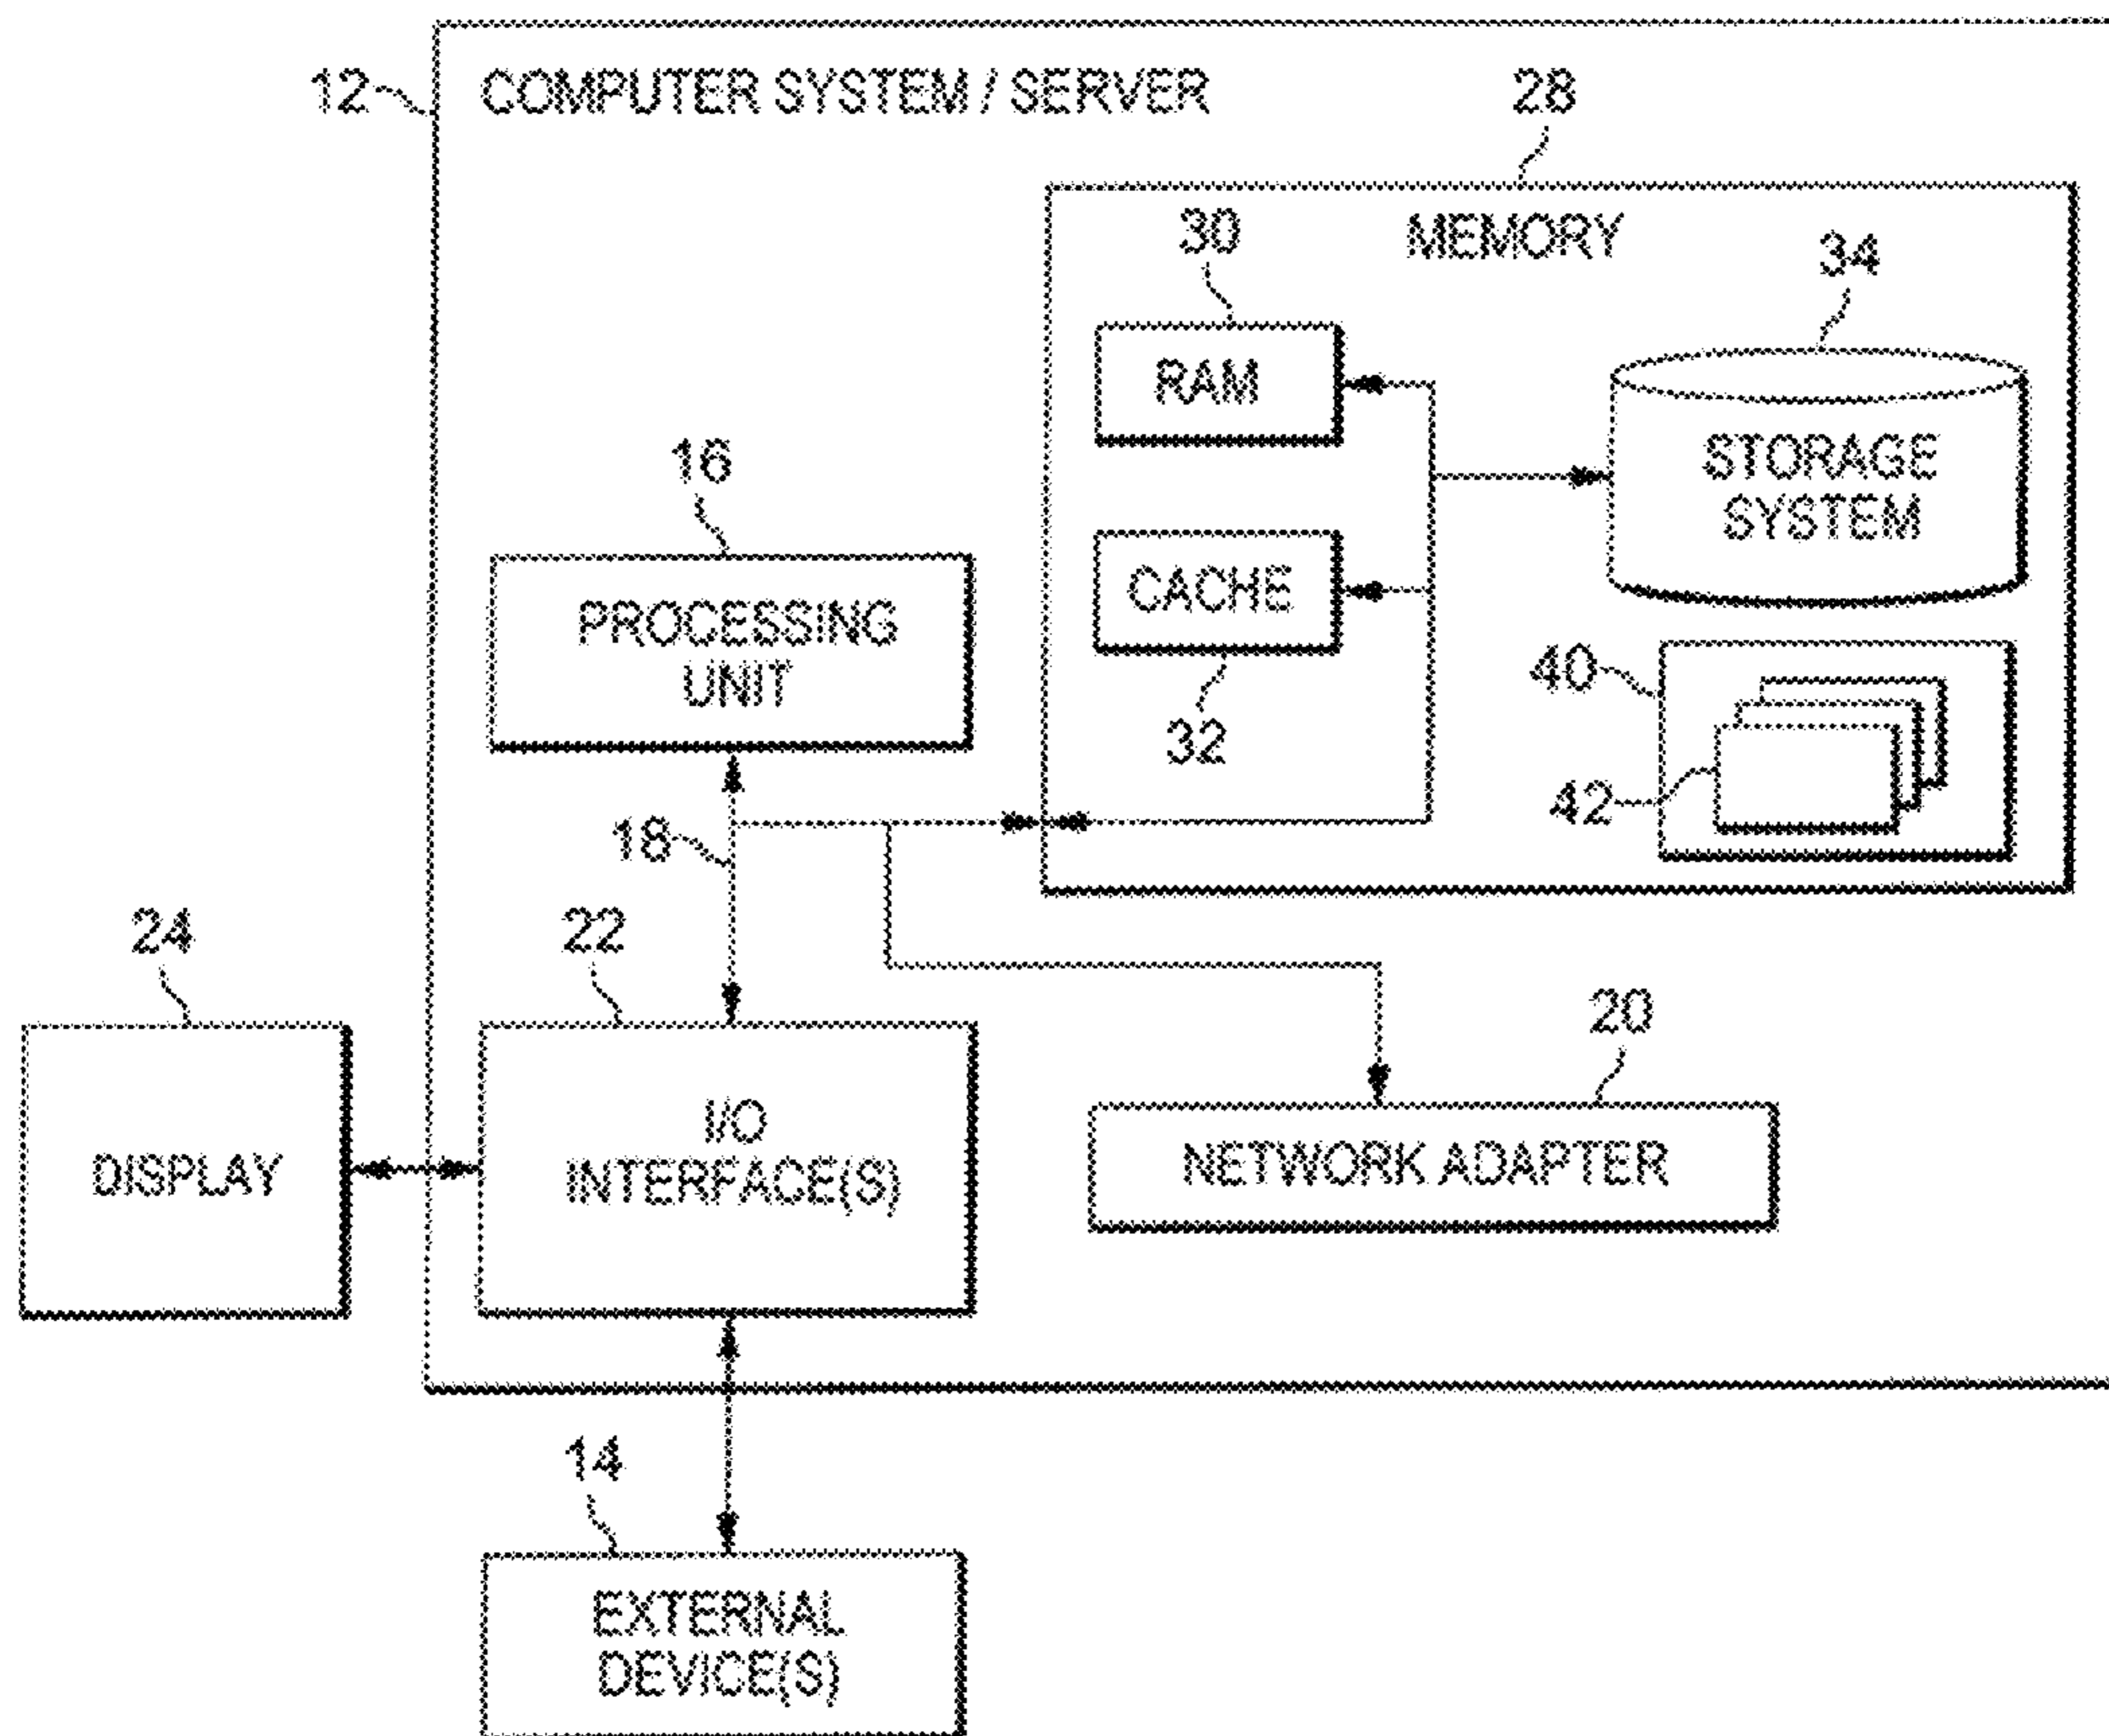 12
COMPUTER SYSTEM / SERVER
28
MEMORY
30
34
RAM
STORAGE
SYSTEM
16
PROCESSING
UNIT
CACHE
32
40
42
18
24
22
20
DISPLAY
I/O
INTERFACE(S)
NETWORK ADAPTER
14
EXTERNAL
DEVICE(S)